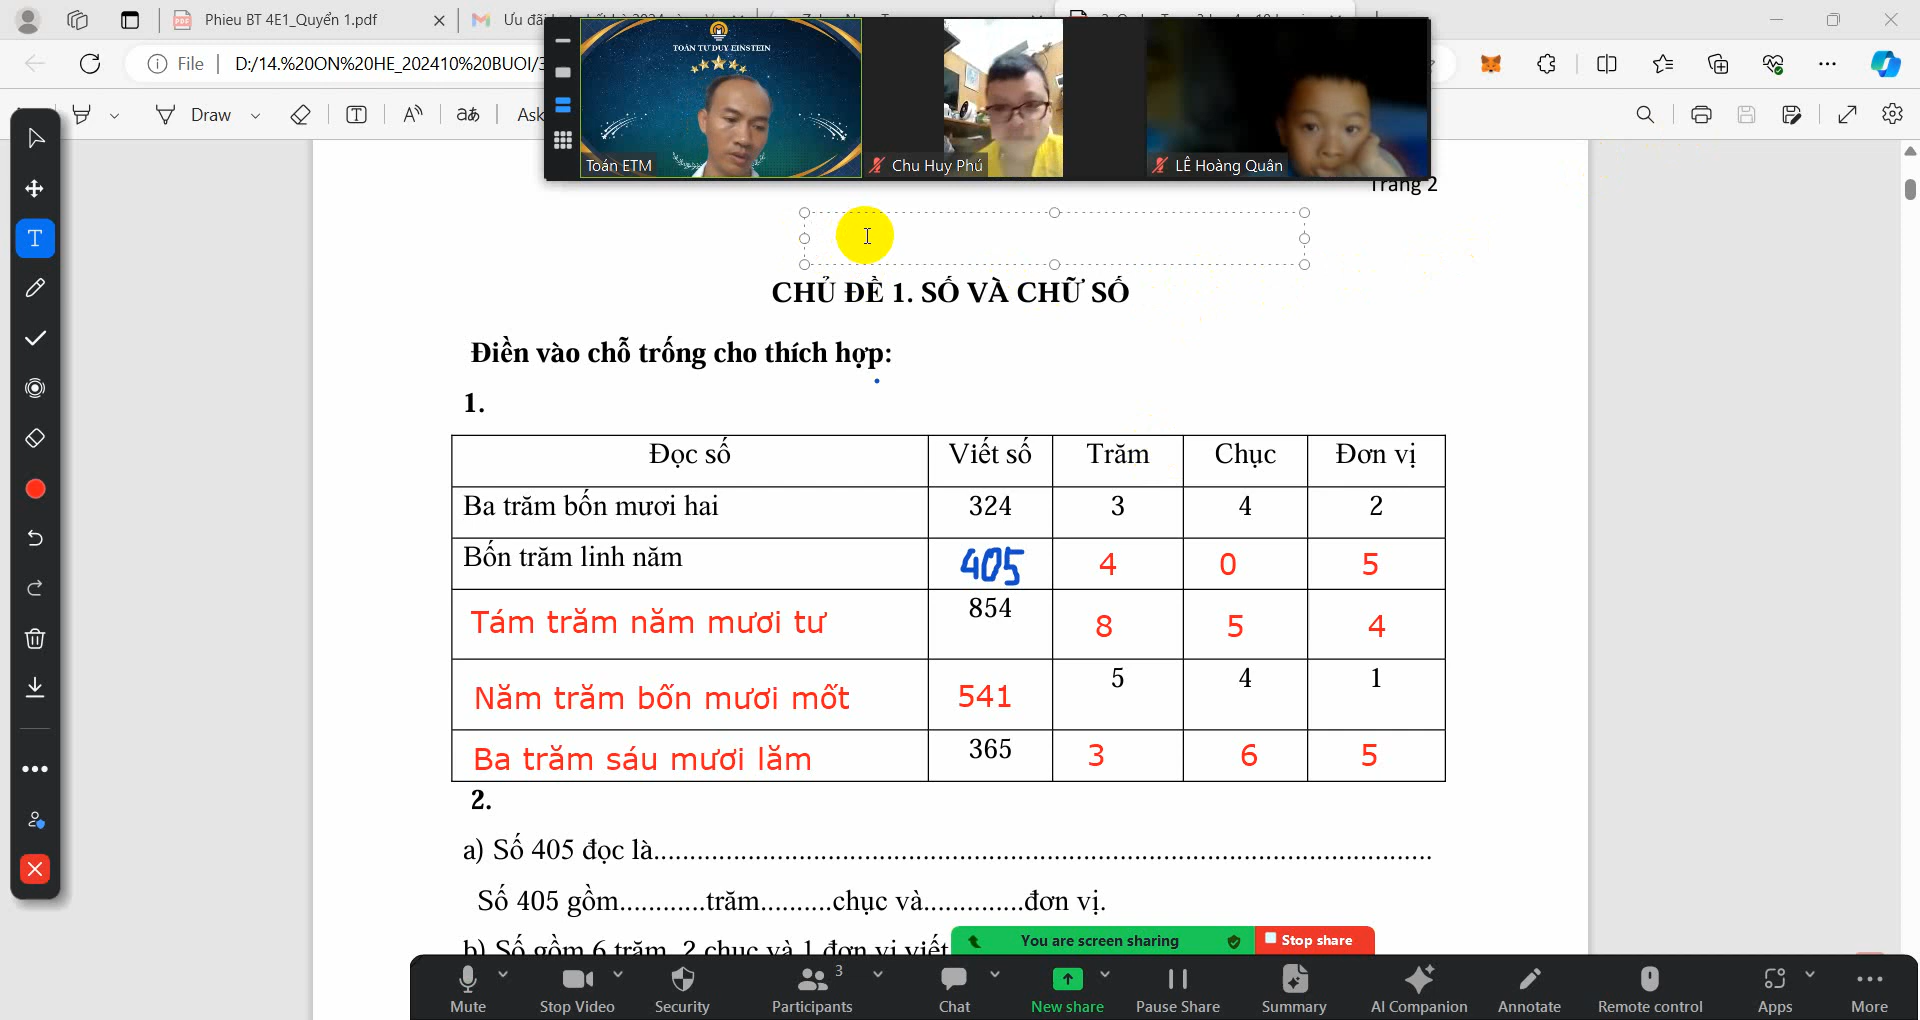 Phieu BT 4E1_Quyển 1.pdf
File
D:/14.%20ON%20HE_202410%20BUOI/3
Draw
Ask
TOÁN TƯ DUY EINSTEIN
Toán ETM
Chu Huy Phú
LÊ Hoàng Quân
Trang 2
CHỦ ĐỀ 1. SỐ VÀ CHỮ SỐ
Điền vào chỗ trống cho thích hợp:
1.
Đọc số Viết số Trăm Chục Đơn vị
Ba trăm bốn mươi hai 324 3 4 2
Bốn trăm linh năm 405 4 0 5
Tám trăm năm mươi tư 854 8 5 4
Năm trăm bốn mươi mốt 541 5 4 1
Ba trăm sáu mươi lăm 365 3 6 5
2.
a) Số 405 đọc là..........................................................................................
Số 405 gồm............trăm..........chục và..............đơn vị.
b) Số gồm 6 trăm, 2 chục và 1 đơn vị viết
You are screen sharing Stop share
Mute Stop Video Security Participants 3 Chat New share Pause Share Summary AI Companion Annotate Remote control Apps More